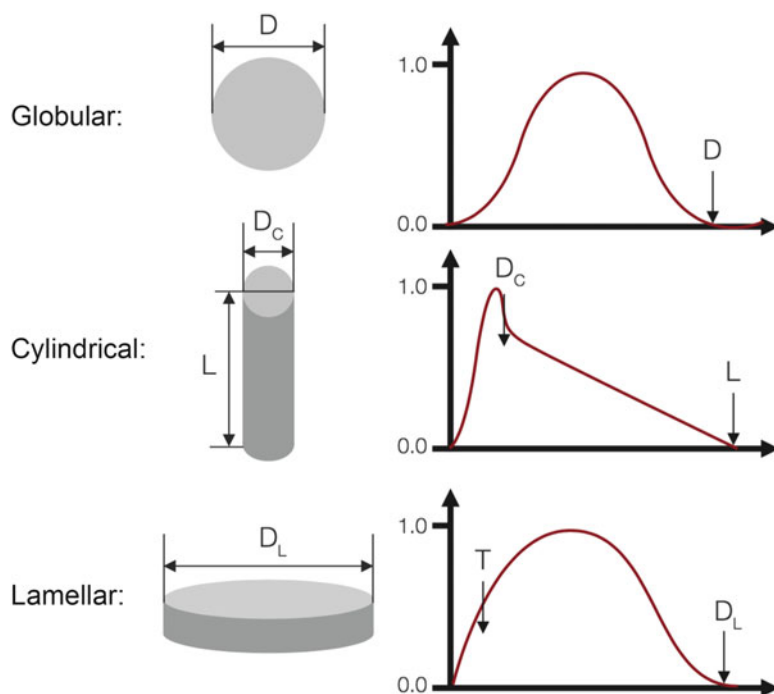 Globular:
D
1.0
0.0
D
Cylindrical:
D_C
L
1.0
0.0
D_C
L
Lamellar:
D_L
1.0
0.0
T
D_L